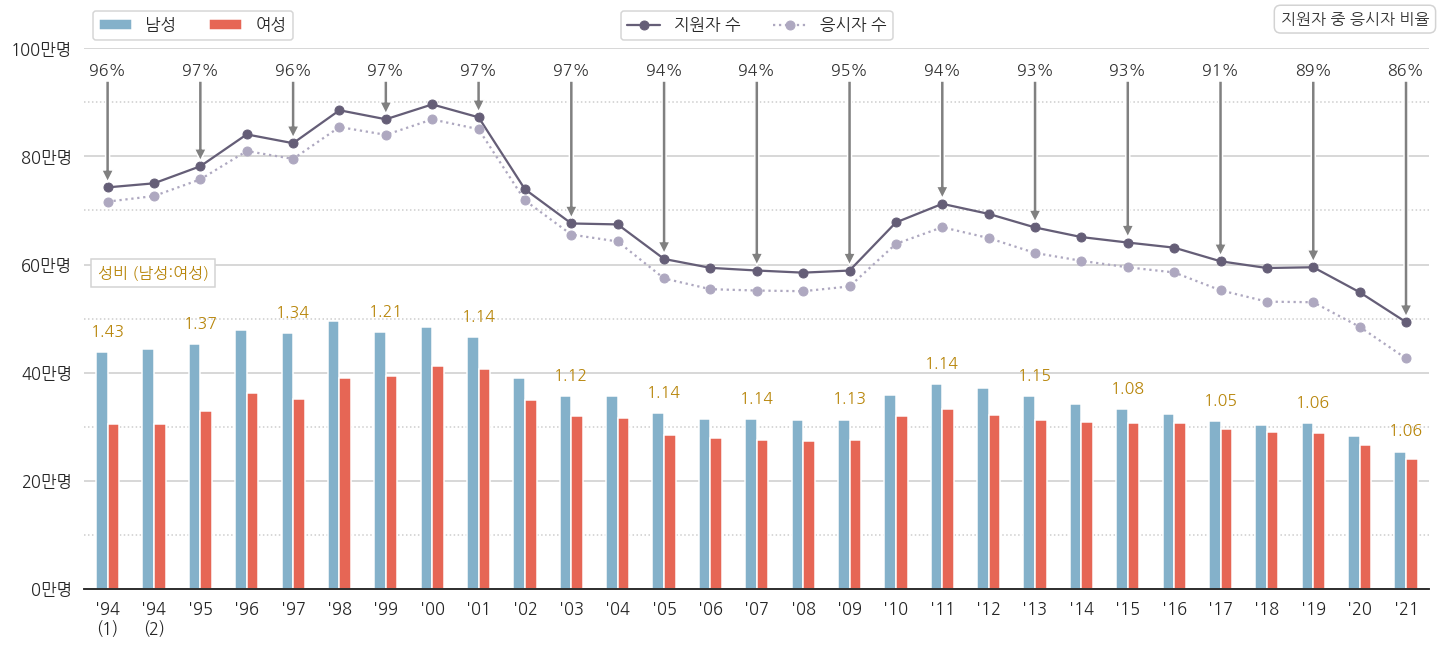 남성 여성
지원자 수 응시자 수
지원자 중 응시자 비율
100만명
96% 97% 96% 97% 97% 97% 94% 94% 95% 94% 93% 93% 91% 89% 86%
80만명
60만명
성비 (남성:여성)
1.43 1.37 1.34 1.21 1.14 1.12 1.14 1.14 1.13 1.14 1.15 1.08 1.05 1.06 1.06
40만명
20만명
0만명
'94 '94 '95 '96 '97 '98 '99 '00 '01 '02 '03 '04 '05 '06 '07 '08 '09 '10 '11 '12 '13 '14 '15 '16 '17 '18 '19 '20 '21
(1) (2)